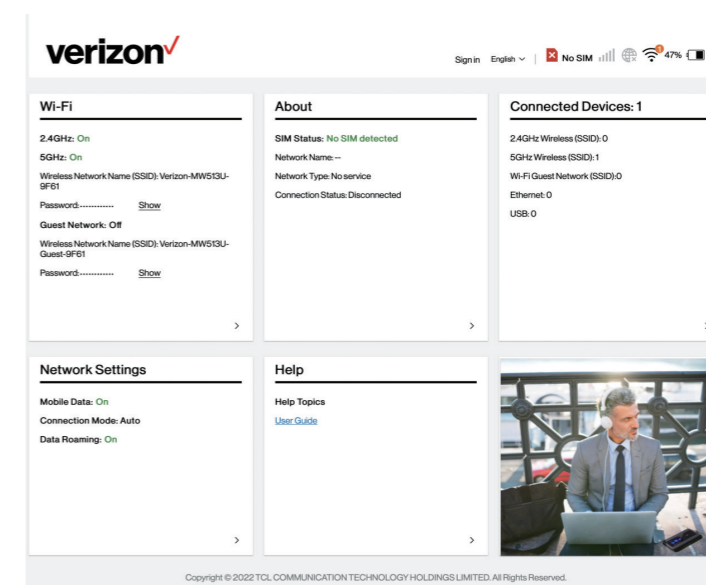 verizon
Sign in English No SIM 1 47%
Wi-Fi
2.4GHz: On
5GHz: On
Wireless Network Name (SSID): Verizon-MW513U-
9F61
Password:············ Show
Guest Network: Off
Wireless Network Name (SSID): Verizon-MW513U-
Guest-9F61
Password:············ Show
About
SIM Status: No SIM detected
Network Name: --
Network Type: No service
Connection Status: Disconnected
Connected Devices: 1
2.4GHz Wireless (SSID): 0
5GHz Wireless (SSID): 1
Wi-Fi Guest Network (SSID):0
Ethernet: 0
USB: 0
Network Settings
Mobile Data: On
Connection Mode: Auto
Data Roaming: On
Help
Help Topics
User Guide
Copyright © 2022 TCL COMMUNICATION TECHNOLOGY HOLDINGS LIMITED. All Rights Reserved.